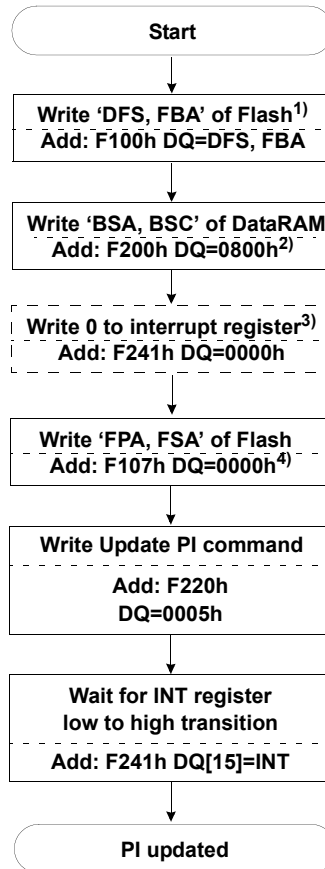 Start
Write ‘DFS, FBA’ of Flash1)
Add: F100h DQ=DFS, FBA
Write ‘BSA, BSC’ of DataRAM
Add: F200h DQ=0800h2)
Write 0 to interrupt register3)
Add: F241h DQ=0000h
Write ‘FPA, FSA’ of Flash
Add: F107h DQ=0000h4)
Write Update PI command
Add: F220h
DQ=0005h
Wait for INT register
low to high transition
Add: F241h DQ[15]=INT
PI updated